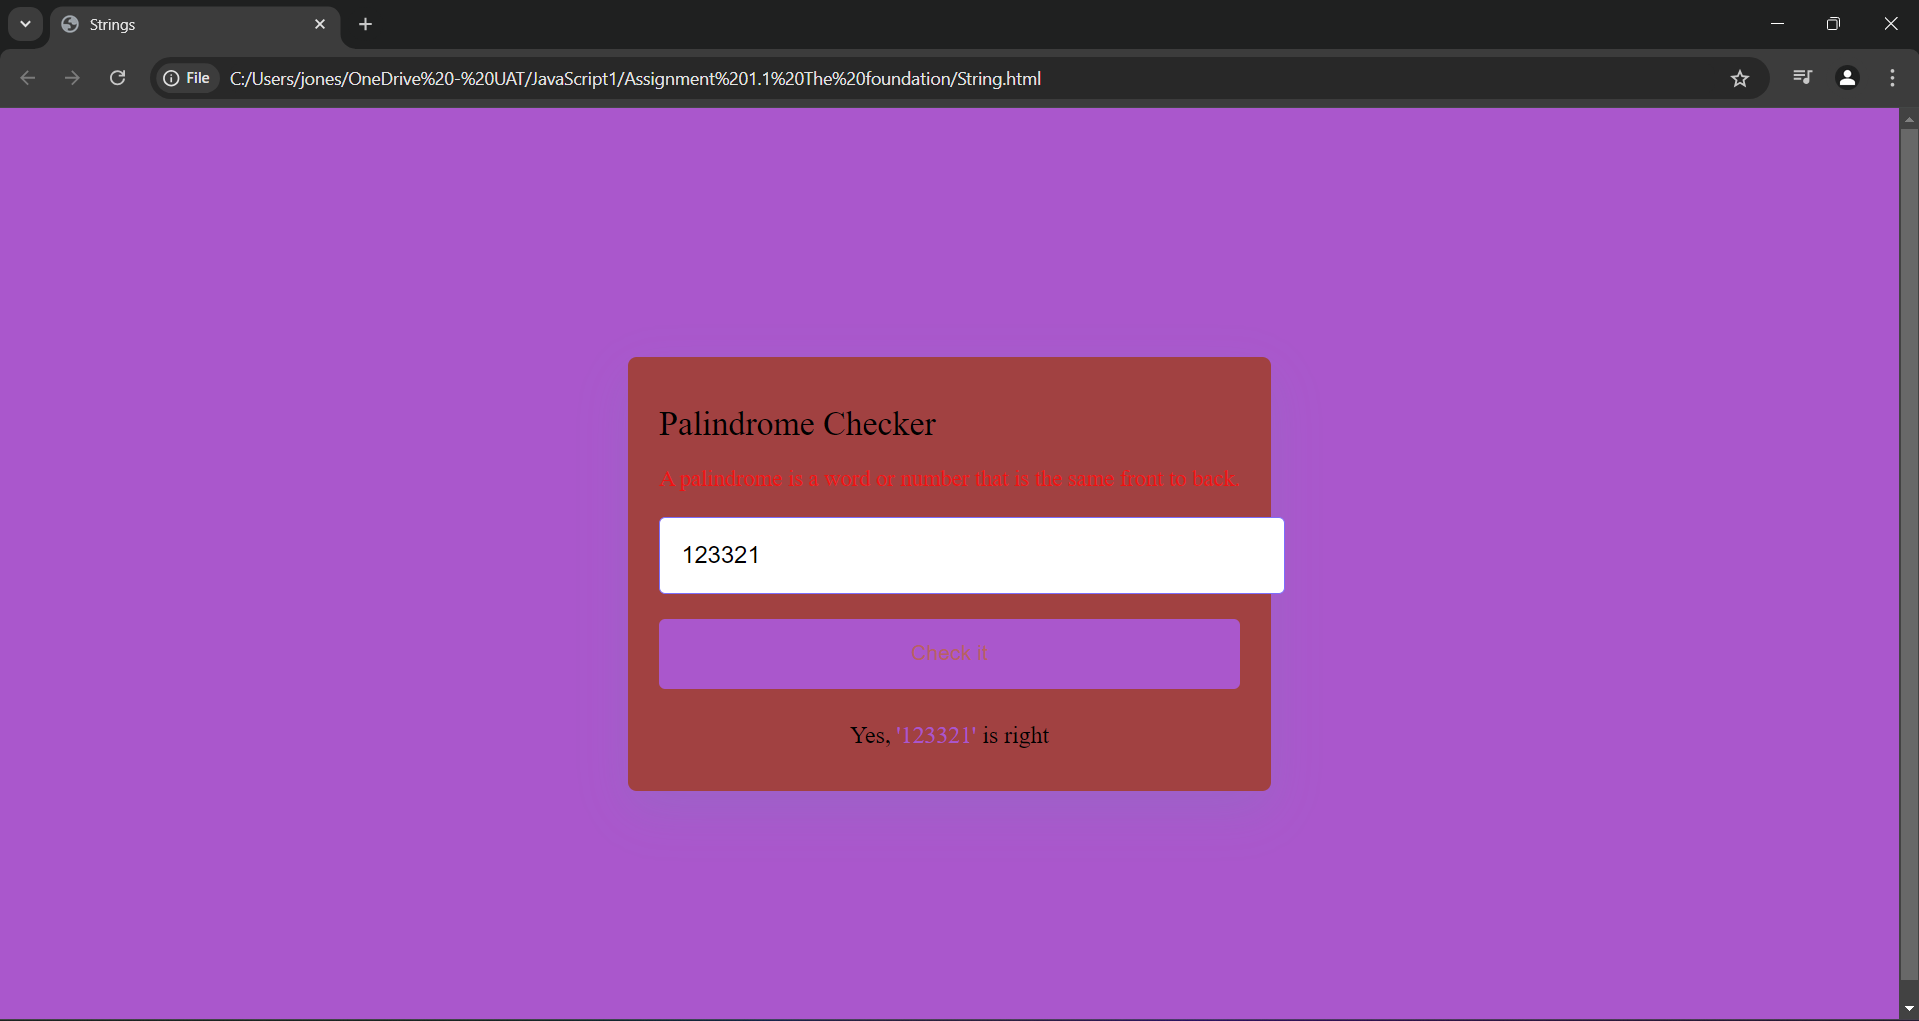 Strings
File
C:/Users/jones/OneDrive%20-%20UAT/JavaScript1/Assignment%201.1%20The%20foundation/String.html
Palindrome Checker
A palindrome is a word or number that is the same front to back.
123321
Check it
Yes, '123321' is right